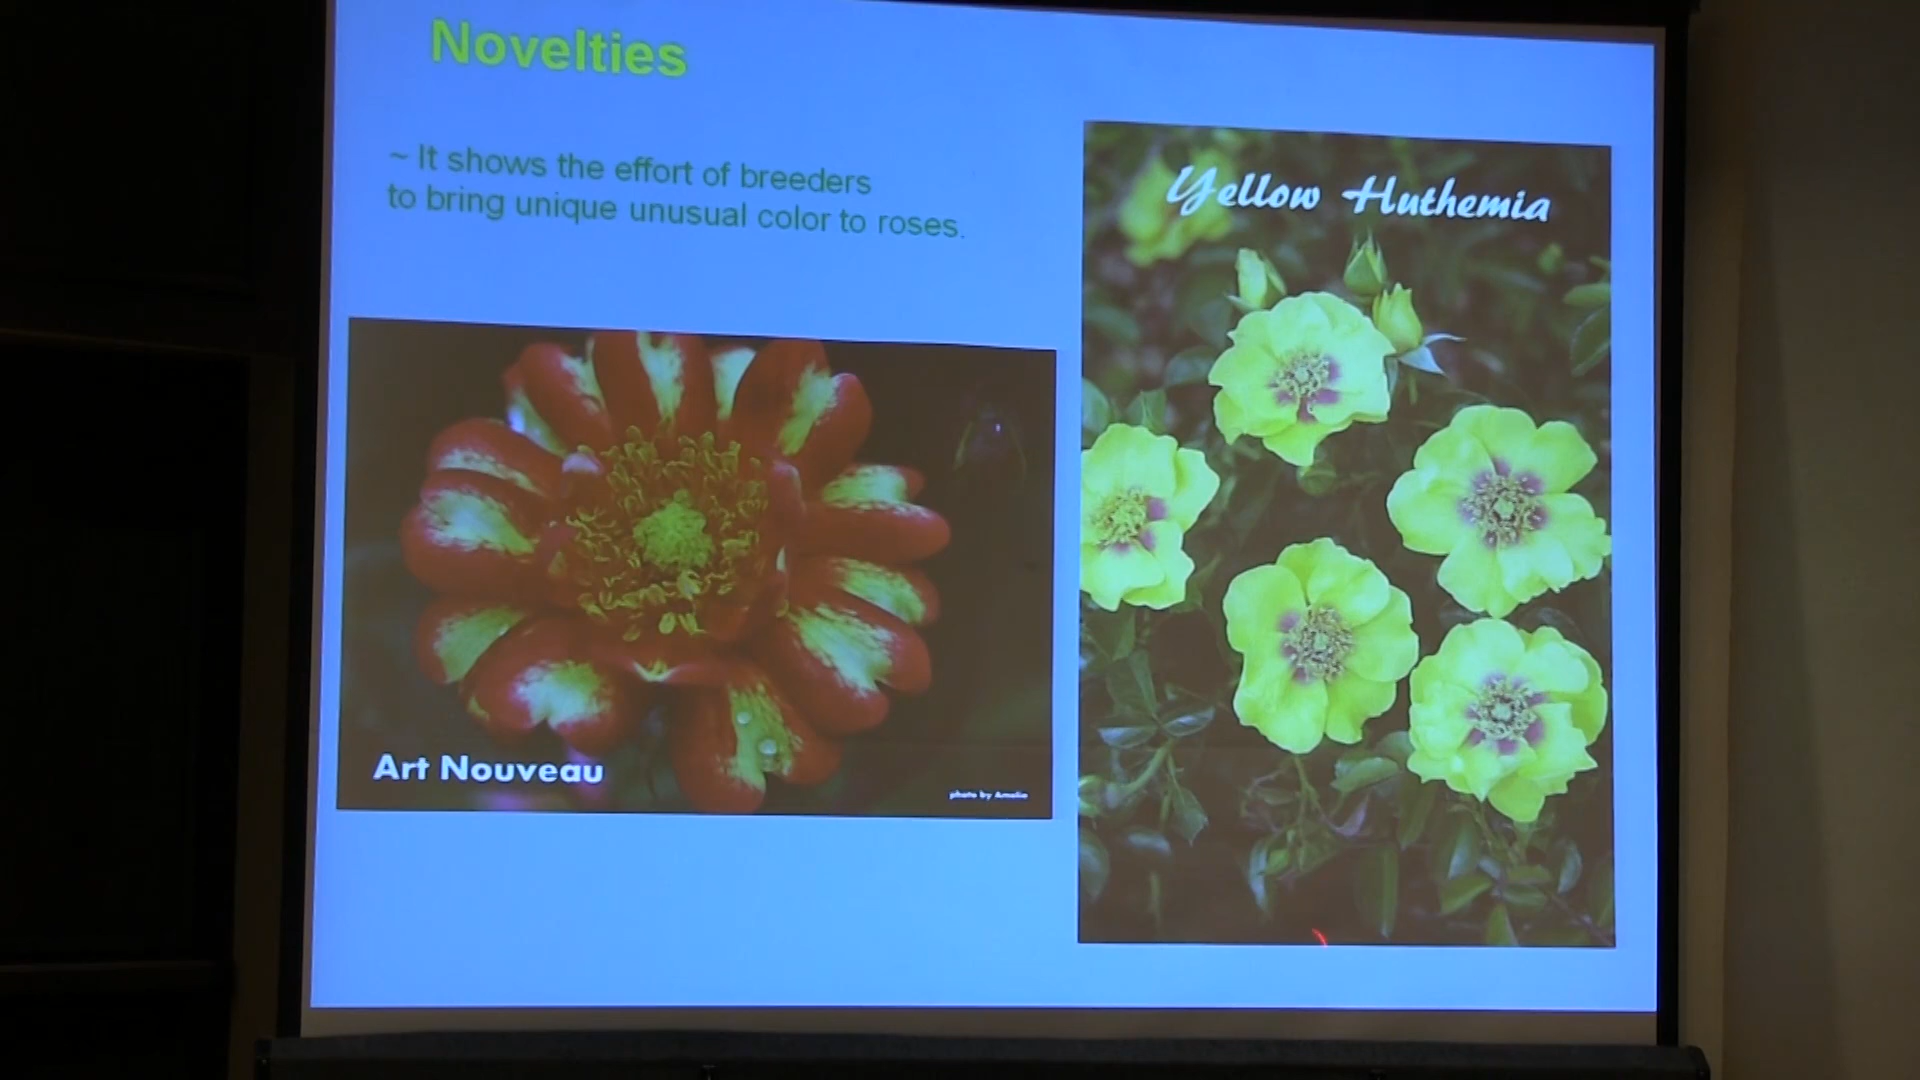 Novelties
~ It shows the effort of breeders
to bring unique unusual color to roses.
Yellow Huthemia
Art Nouveau
photo by Amelia